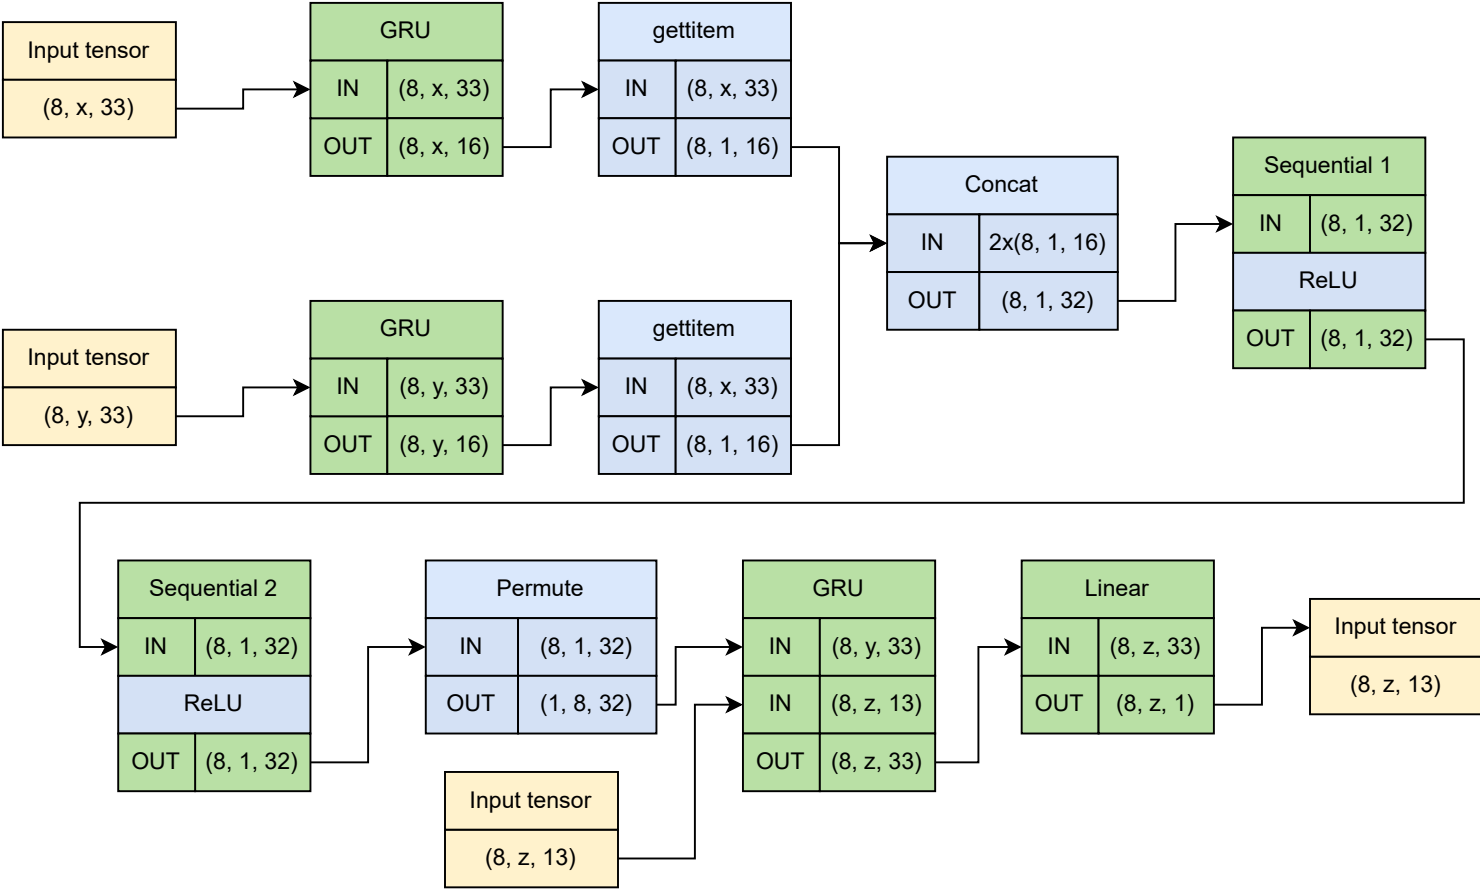 Input tensor
(8, x, 33)
GRU
IN (8, x, 33)
OUT (8, x, 16)
gettitem
IN (8, x, 33)
OUT (8, 1, 16)
Input tensor
(8, y, 33)
GRU
IN (8, y, 33)
OUT (8, y, 16)
gettitem
IN (8, x, 33)
OUT (8, 1, 16)
Concat
IN 2x(8, 1, 16)
OUT (8, 1, 32)
Sequential 1
IN (8, 1, 32)
ReLU
OUT (8, 1, 32)
Sequential 2
IN (8, 1, 32)
ReLU
OUT (8, 1, 32)
Permute
IN (8, 1, 32)
OUT (1, 8, 32)
Input tensor
(8, z, 13)
GRU
IN (8, y, 33)
IN (8, z, 13)
OUT (8, z, 33)
Linear
IN (8, z, 33)
OUT (8, z, 1)
Input tensor
(8, z, 13)